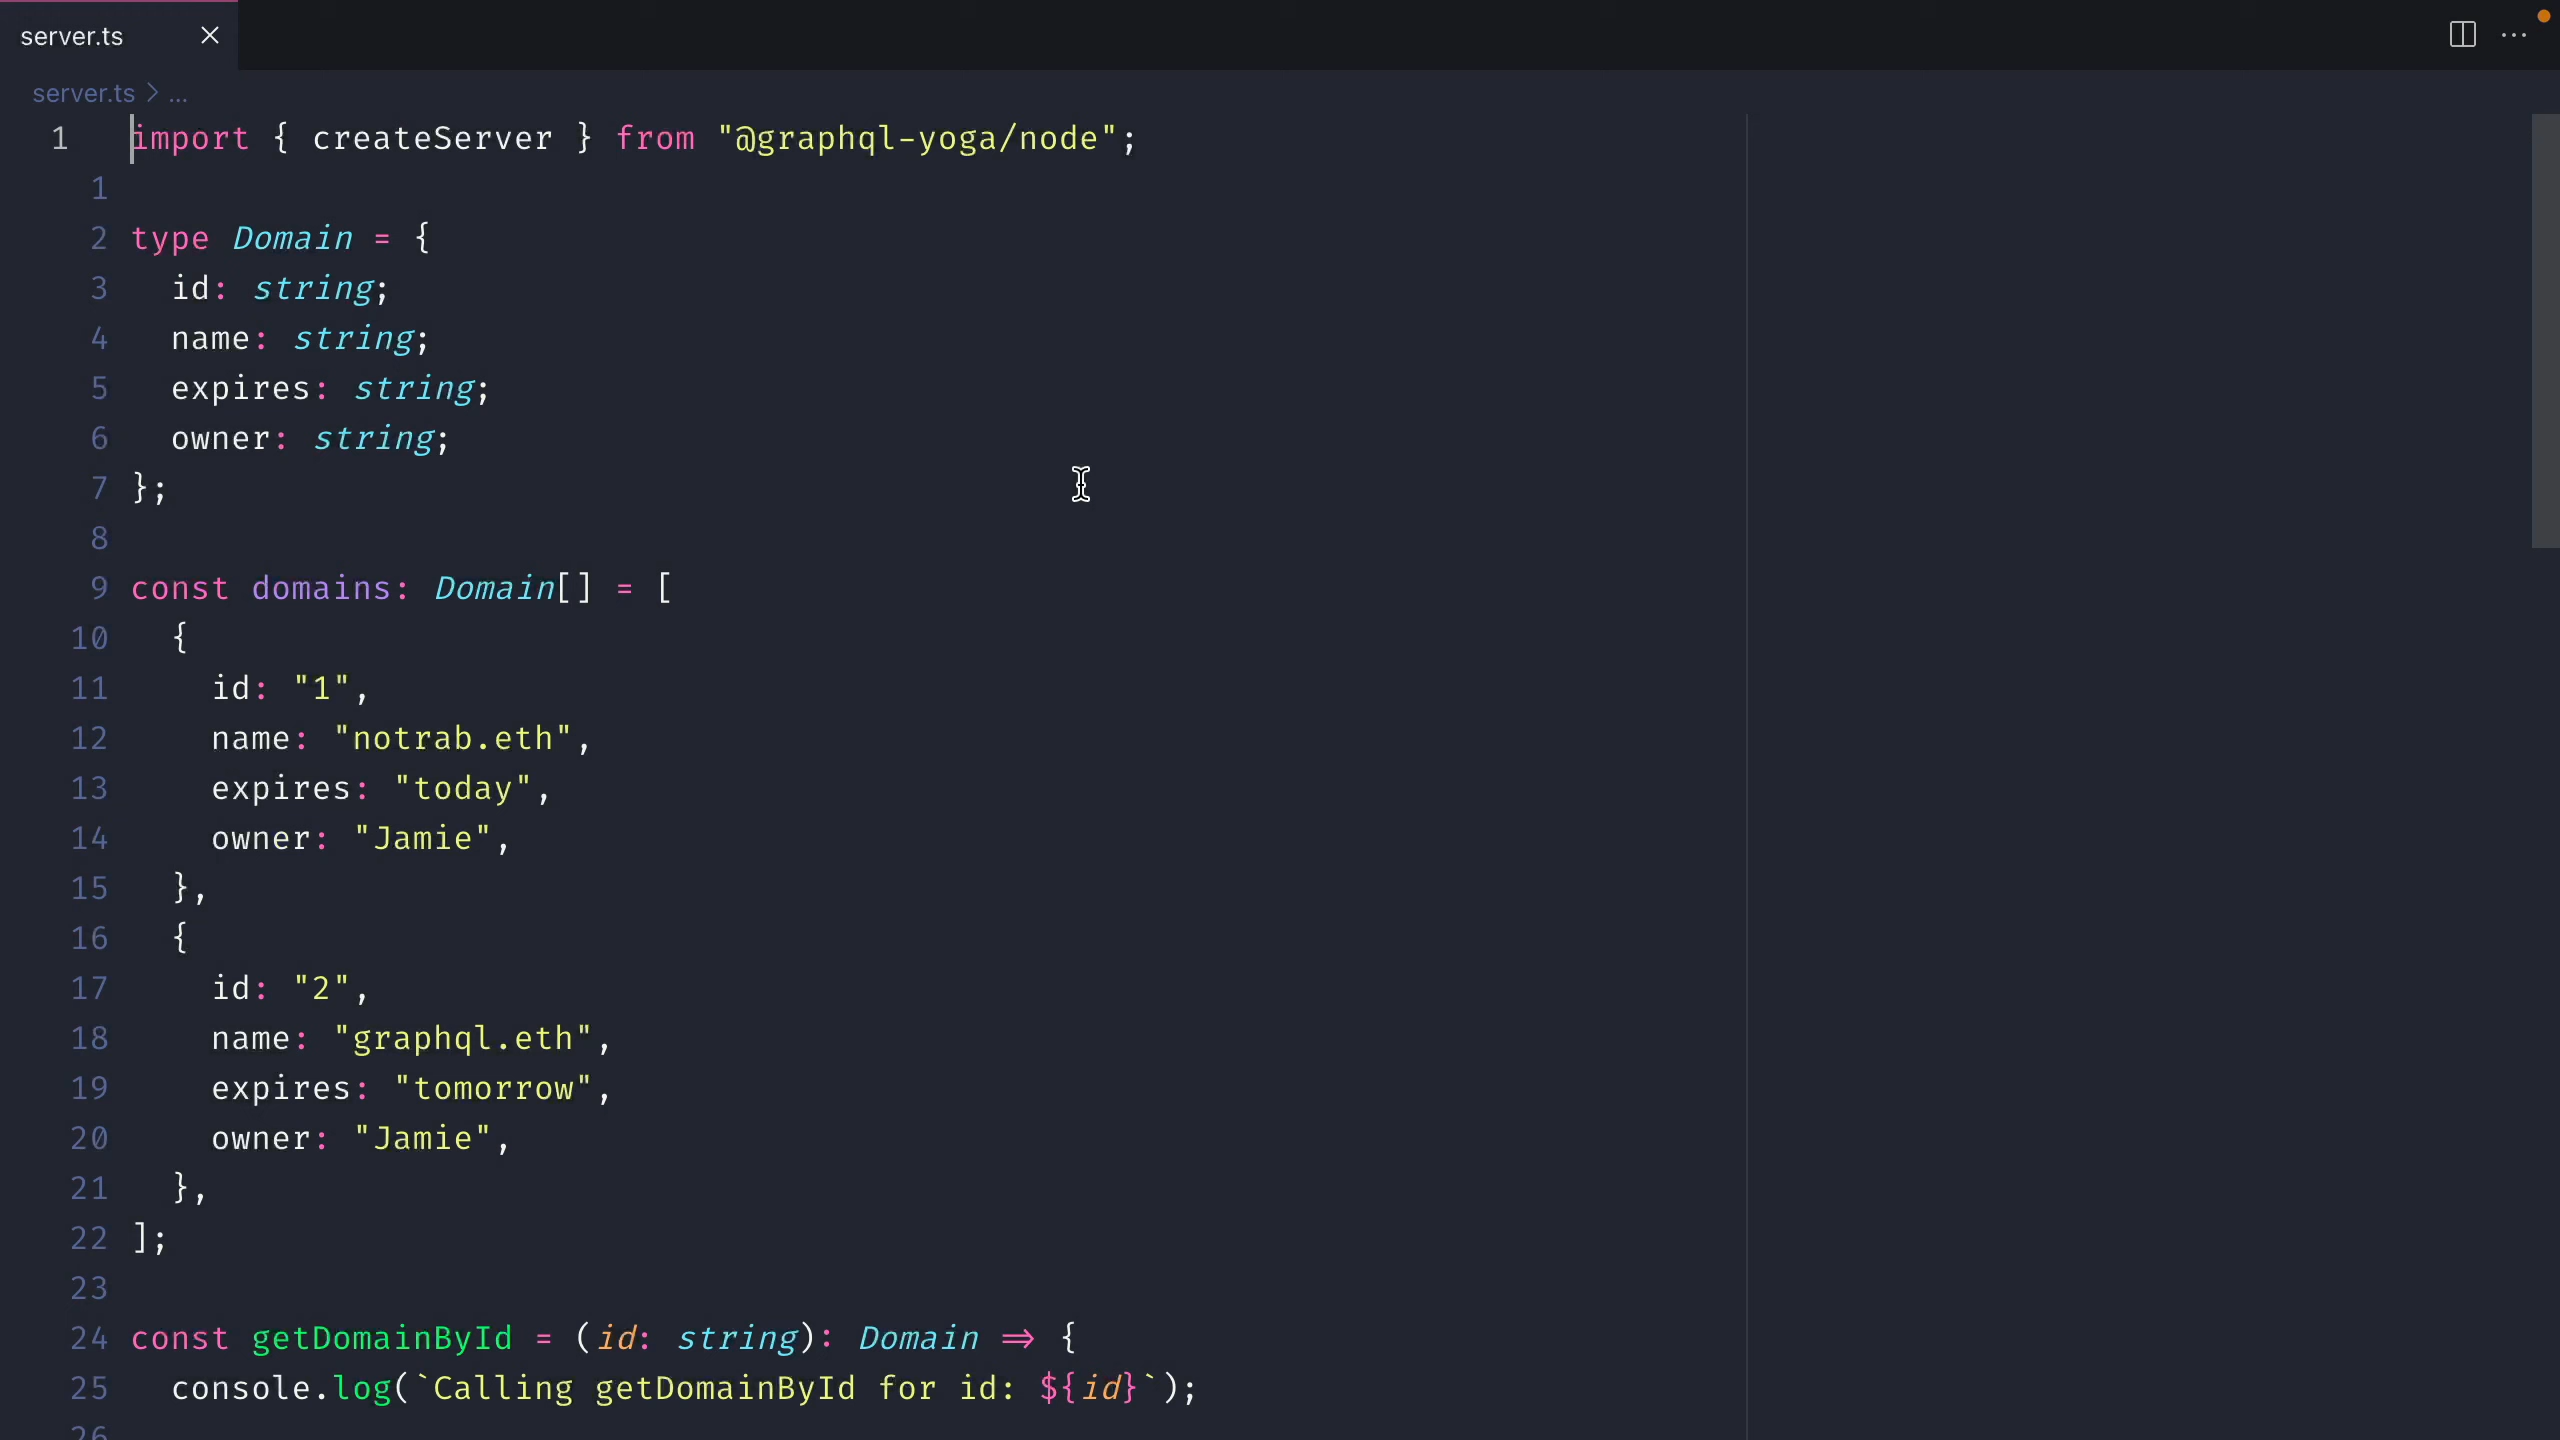 server.ts
server.ts > ...
1 import { createServer } from "@graphql-yoga/node";
1
2 type Domain = {
3 id: string;
4 name: string;
5 expires: string;
6 owner: string;
7 };
8
9 const domains: Domain[] = [
10 {
11 id: "1",
12 name: "notrab.eth",
13 expires: "today",
14 owner: "Jamie",
15 },
16 {
17 id: "2",
18 name: "graphql.eth",
19 expires: "tomorrow",
20 owner: "Jamie",
21 },
22 ];
23
24 const getDomainById = (id: string): Domain => {
25 console.log(`Calling getDomainById for id: ${id}`);
26